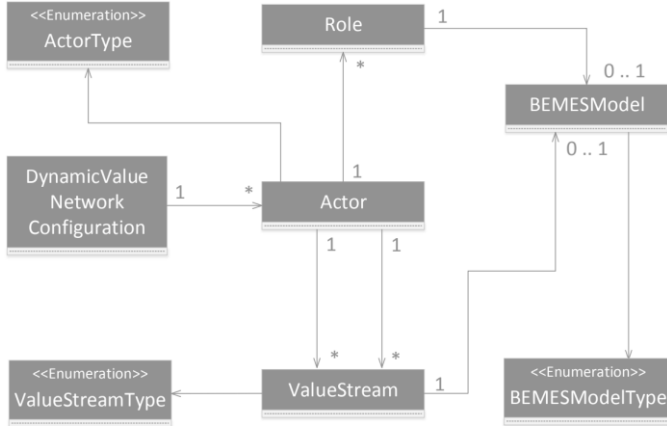 <<Enumeration>>
ActorType
Role
1
*
0 .. 1
BEMESModel
0 .. 1
DynamicValue
Network
Configuration
1
*
1
Actor
1
1
*
*
<<Enumeration>>
ValueStreamType
ValueStream
1
<<Enumeration>>
BEMESModelType